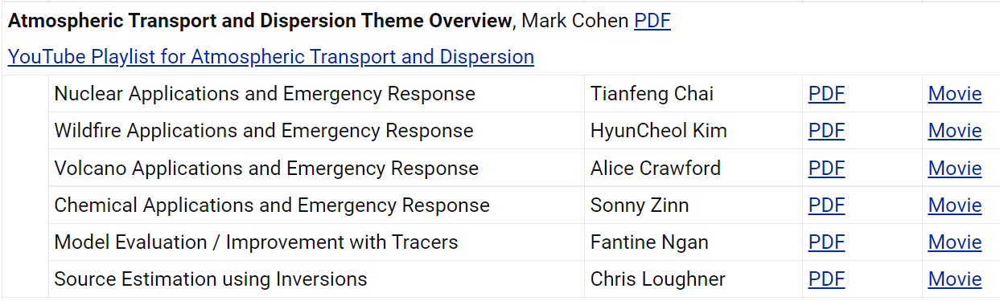 Atmospheric Transport and Dispersion Theme Overview, Mark Cohen PDF
YouTube Playlist for Atmospheric Transport and Dispersion
Nuclear Applications and Emergency Response Tianfeng Chai PDF Movie
Wildfire Applications and Emergency Response HyunCheol Kim PDF Movie
Volcano Applications and Emergency Response Alice Crawford PDF Movie
Chemical Applications and Emergency Response Sonny Zinn PDF Movie
Model Evaluation / Improvement with Tracers Fantine Ngan PDF Movie
Source Estimation using Inversions Chris Loughner PDF Movie